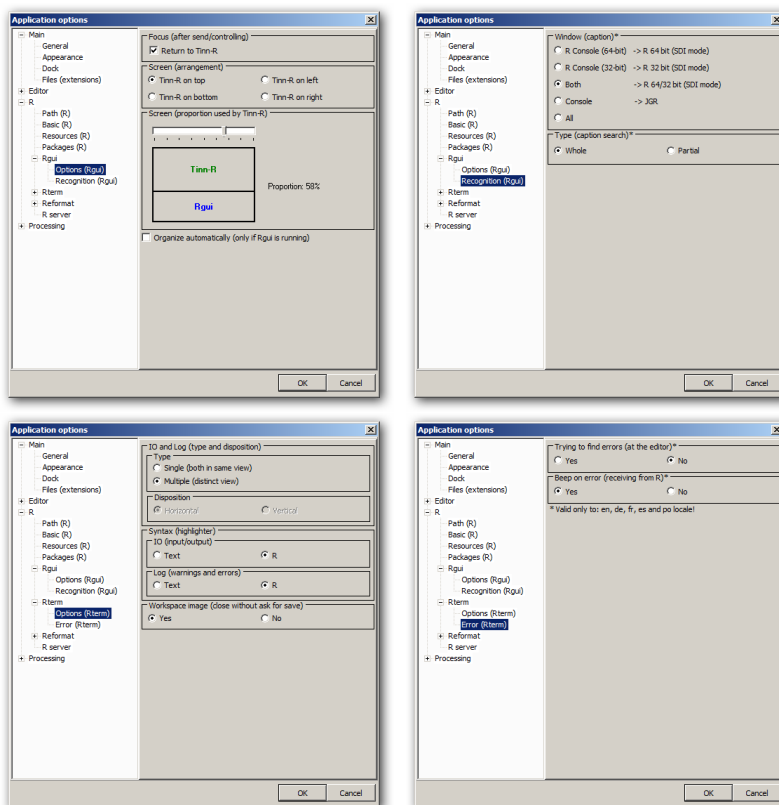 Application options
Main
General
Appearance
Dock
Files (extensions)
Editor
R
Path (R)
Basic (R)
Resources (R)
Packages (R)
Rgui
Options (Rgui)
Recognition (Rgui)
Rterm
Reformat
R server
Processing
Focus (after send/controlling)
Return to Tinn-R
Screen (arrangement)
Tinn-R on top Tinn-R on left
Tinn-R on bottom Tinn-R on right
Screen (proportion used by Tinn-R)
Tinn-R
Rgui
Proportion: 58%
Organize automatically (only if Rgui is running)
OK Cancel
Application options
Main
General
Appearance
Dock
Files (extensions)
Editor
R
Path (R)
Basic (R)
Resources (R)
Packages (R)
Rgui
Options (Rgui)
Recognition (Rgui)
Rterm
Reformat
R server
Processing
Window (caption)*
R Console (64-bit) -> R 64 bit (SDI mode)
R Console (32-bit) -> R 32 bit (SDI mode)
Both -> R 64/32 bit (SDI mode)
Console -> JGR
All
Type (caption search)*
Whole Partial
OK Cancel
Application options
Main
General
Appearance
Dock
Files (extensions)
Editor
R
Path (R)
Basic (R)
Resources (R)
Packages (R)
Rgui
Options (Rgui)
Recognition (Rgui)
Rterm
Options (Rterm)
Error (Rterm)
Reformat
R server
Processing
IO and Log (type and disposition)
Type
Single (both in same view)
Multiple (distinct view)
Disposition
Horizontal Vertical
Syntax (highlighter)
IO (input/output)
Text R
Log (warnings and errors)
Text R
Workspace image (close without ask for save)
Yes No
OK Cancel
Application options
Main
General
Appearance
Dock
Files (extensions)
Editor
R
Path (R)
Basic (R)
Resources (R)
Packages (R)
Rgui
Options (Rgui)
Recognition (Rgui)
Rterm
Options (Rterm)
Error (Rterm)
Reformat
R server
Processing
Trying to find errors (at the editor)*
Yes No
Beep on error (receiving from R)*
Yes No
* Valid only to: en, de, fr, es and po locale!
OK Cancel